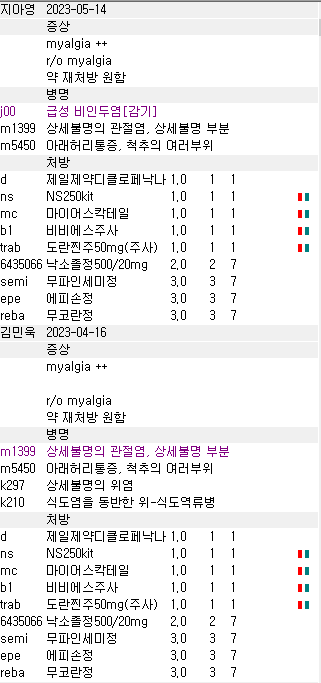 지아영 2023-05-14
증상
myalgia ++
r/o myalgia
약 재처방 원함
병명
j00 급성 비인두염[감기]
m1399 상세불명의 관절염, 상세불명 부분
m5450 아래허리통증, 척추의 여러부위
처방
d 제일제약디클로페낙나 1,0 1 1
ns NS250kit 1,0 1 1
mc 마이어스칵테일 1,0 1 1
b1 비비에스주사 1,0 1 1
trab 도란찐주50mg(주사) 1,0 1 1
6435066 낙소졸정500/20mg 2,0 2 7
semi 무파인세미정 3,0 3 7
epe 에피손정 3,0 3 7
reba 무코란정 3,0 3 7
김민욱 2023-04-16
증상
myalgia ++
r/o myalgia
약 재처방 원함
병명
m1399 상세불명의 관절염, 상세불명 부분
m5450 아래허리통증, 척추의 여러부위
k297 상세불명의 위염
k210 식도염을 동반한 위-식도역류병
처방
d 제일제약디클로페낙나 1,0 1 1
ns NS250kit 1,0 1 1
mc 마이어스칵테일 1,0 1 1
b1 비비에스주사 1,0 1 1
trab 도란찐주50mg(주사) 1,0 1 1
6435066 낙소졸정500/20mg 2,0 2 7
semi 무파인세미정 3,0 3 7
epe 에피손정 3,0 3 7
reba 무코란정 3,0 3 7